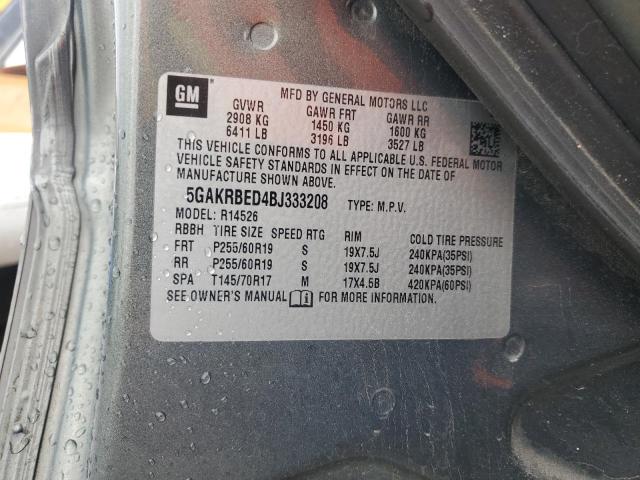 GM
MFD BY GENERAL MOTORS LLC
GVWR GAWR FRT GAWR RR
2908 KG 1450 KG 1600 KG
6411 LB 3196 LB 3527 LB
THIS VEHICLE CONFORMS TO ALL APPLICABLE U.S. FEDERAL MOTOR
VEHICLE SAFETY STANDARDS IN EFFECT ON THE DATE OF
MANUFACTURE SHOWN ABOVE.
5GAKRBED4BJ333208 TYPE: M.P.V.
MODEL: R14526
RBBH TIRE SIZE SPEED RTG RIM COLD TIRE PRESSURE
FRT P255/60R19 S 19X7.5J 240KPA(35PSI)
RR P255/60R19 S 19X7.5J 240KPA(35PSI)
SPA T145/70R17 M 17X4.5B 420KPA(60PSI)
SEE OWNER'S MANUAL FOR MORE INFORMATION.